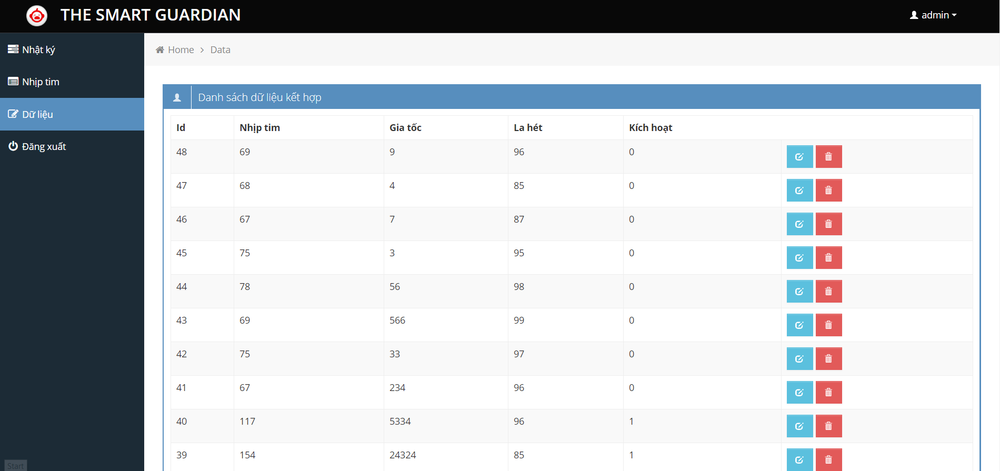 THE SMART GUARDIAN
admin
Nhật ký
Nhịp tim
Dữ liệu
Đăng xuất
Home > Data
Danh sách dữ liệu kết hợp
Id Nhịp tim Gia tốc La hét Kích hoạt
48 69 9 96 0
47 68 4 85 0
46 67 7 87 0
45 75 3 95 0
44 78 56 98 0
43 69 566 99 0
42 75 33 97 0
41 67 234 96 0
40 117 5334 96 1
39 154 24324 85 1
Start